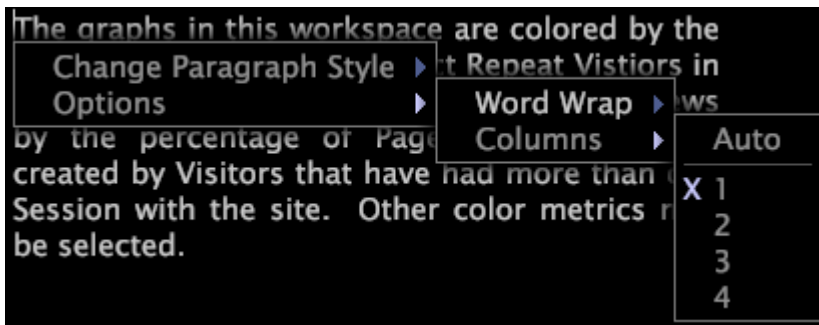 The graphs in this workspace are colored by the
Change Paragraph Style
t Repeat Vistiors in
Options
Word Wrap
ws
by the percentage of Page
Columns
Auto
created by Visitors that have had more than
X 1
Session with the site. Other color metrics
2
be selected.
3
4